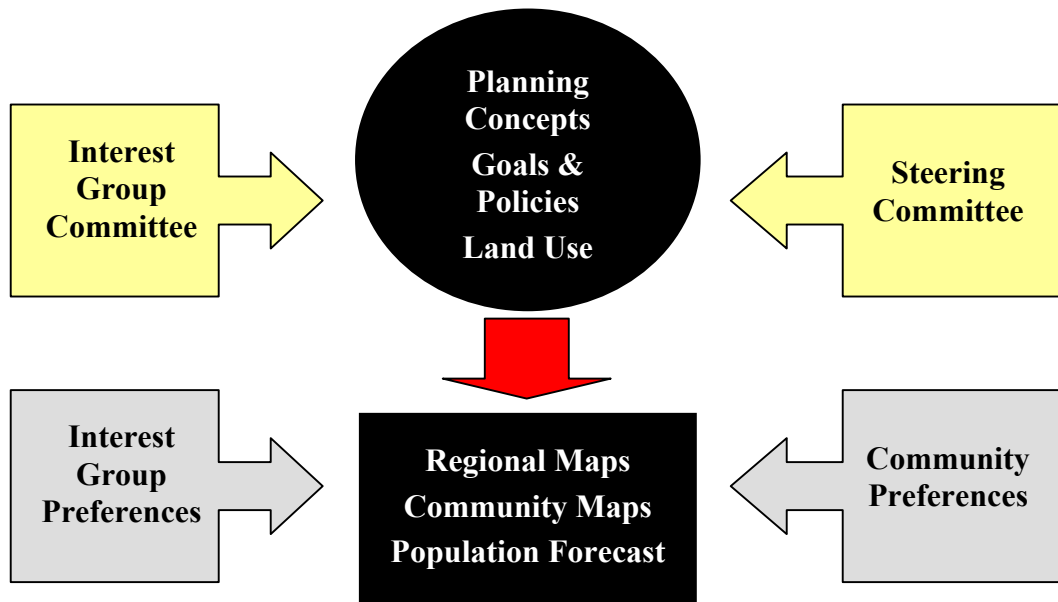 Planning
Concepts
Goals &
Policies
Land Use
Interest
Group
Committee
Steering
Committee
Interest
Group
Preferences
Regional Maps
Community Maps
Population Forecast
Community
Preferences